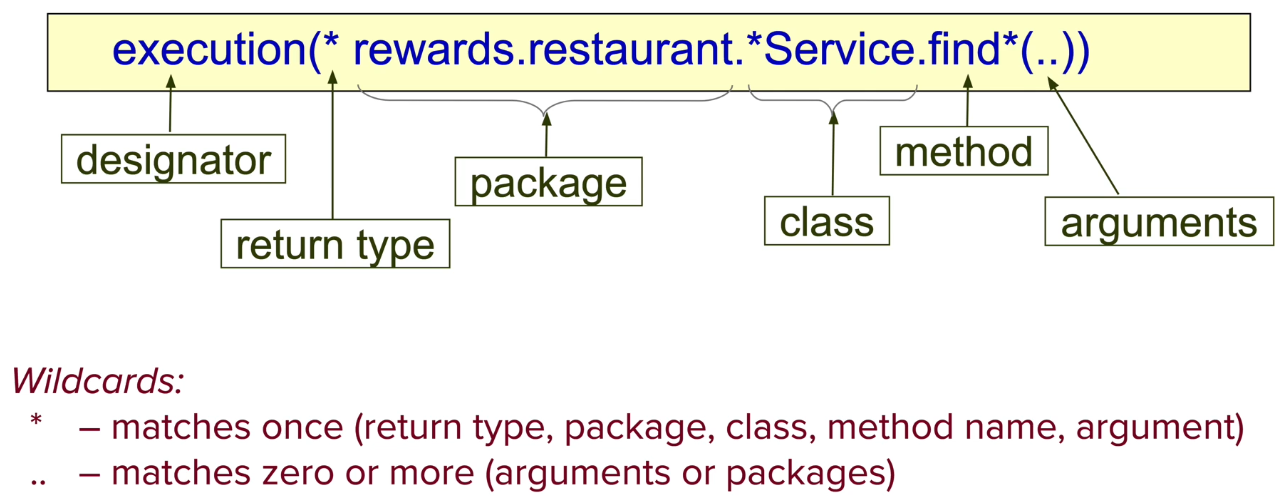 execution(* rewards.restaurant.*Service.find*(..))
designator
return type
package
class
method
arguments
Wildcards:
* – matches once (return type, package, class, method name, argument)
.. – matches zero or more (arguments or packages)